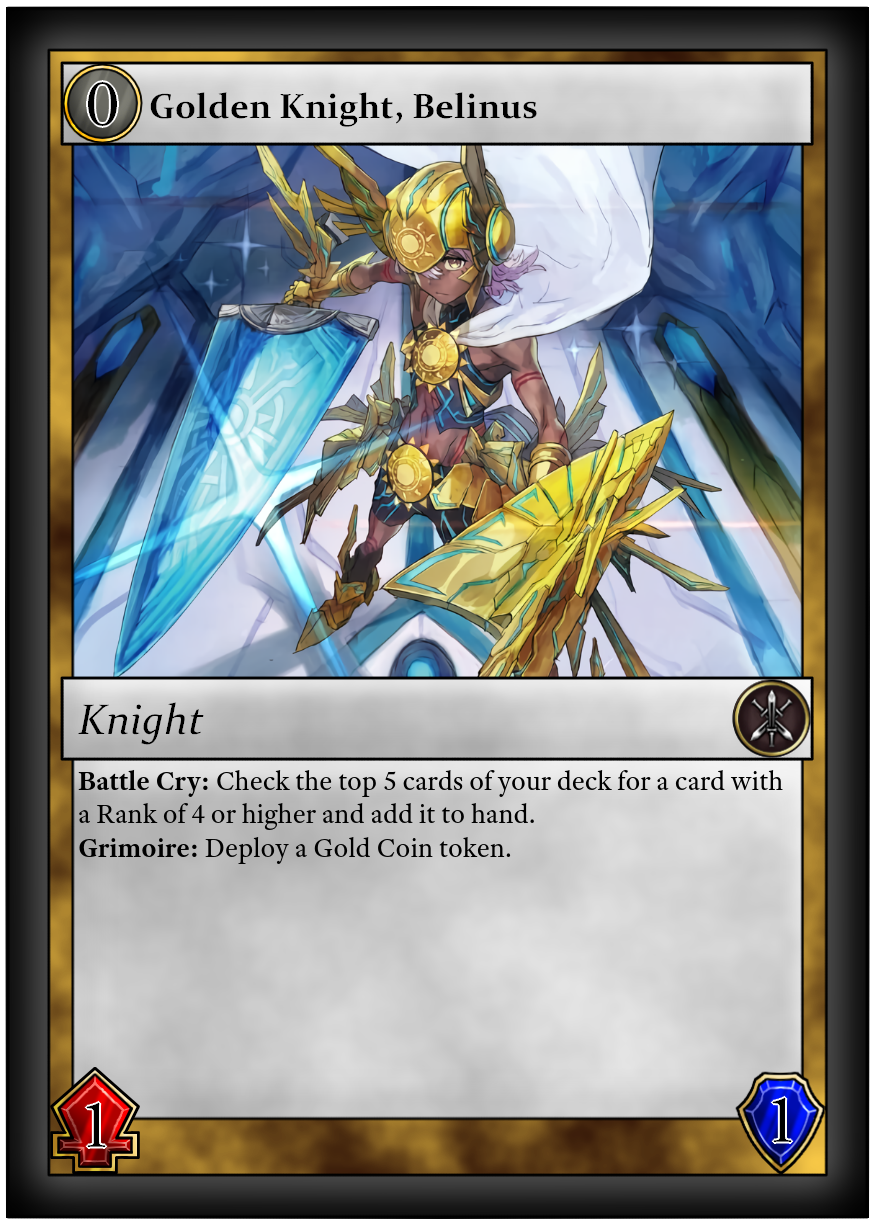 0 Golden Knight, Belinus
Knight
Battle Cry: Check the top 5 cards of your deck for a card with
a Rank of 4 or higher and add it to hand.
Grimoire: Deploy a Gold Coin token.
1 1